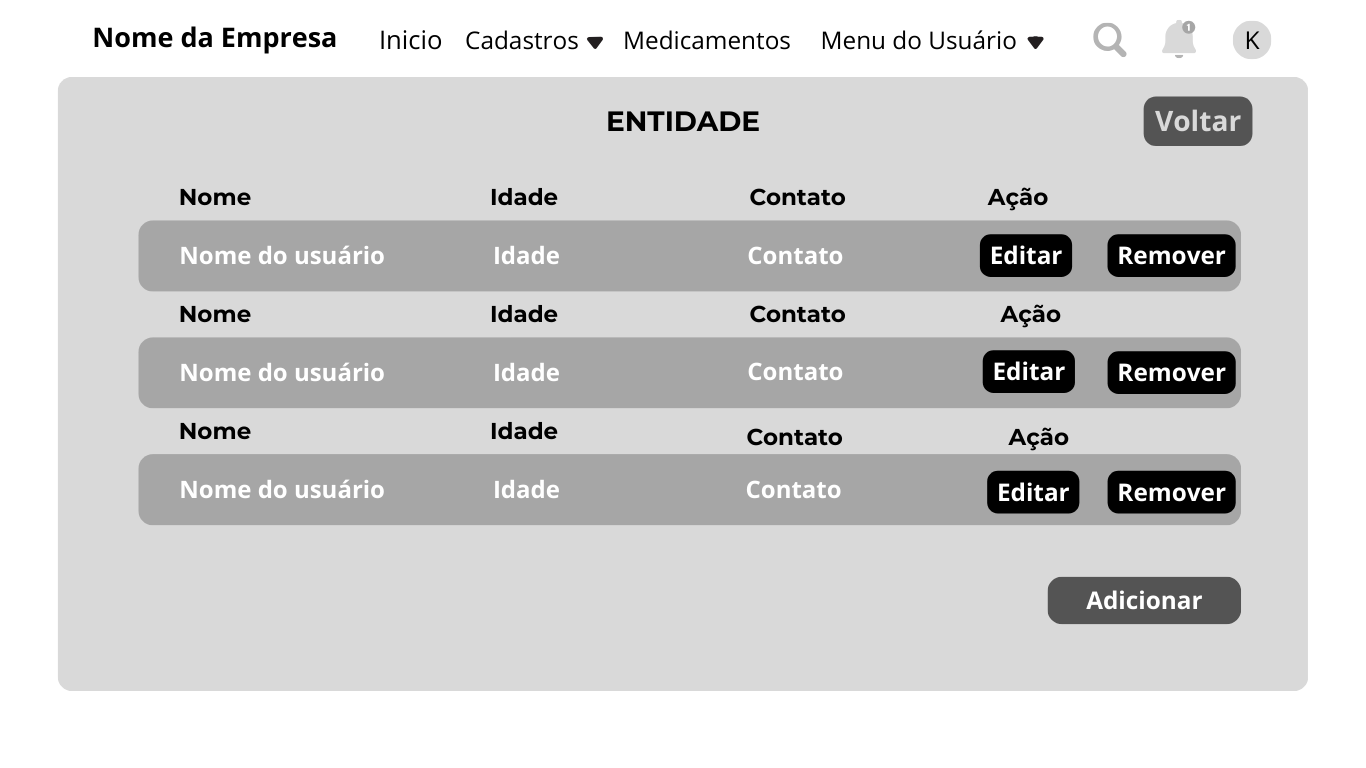 Nome da Empresa Inicio Cadastros Medicamentos Menu do Usuário 1 K
ENTIDADE Voltar
Nome Idade Contato Ação
Nome do usuário Idade Contato Editar Remover
Nome Idade Contato Ação
Nome do usuário Idade Contato Editar Remover
Nome Idade Contato Ação
Nome do usuário Idade Contato Editar Remover
Adicionar